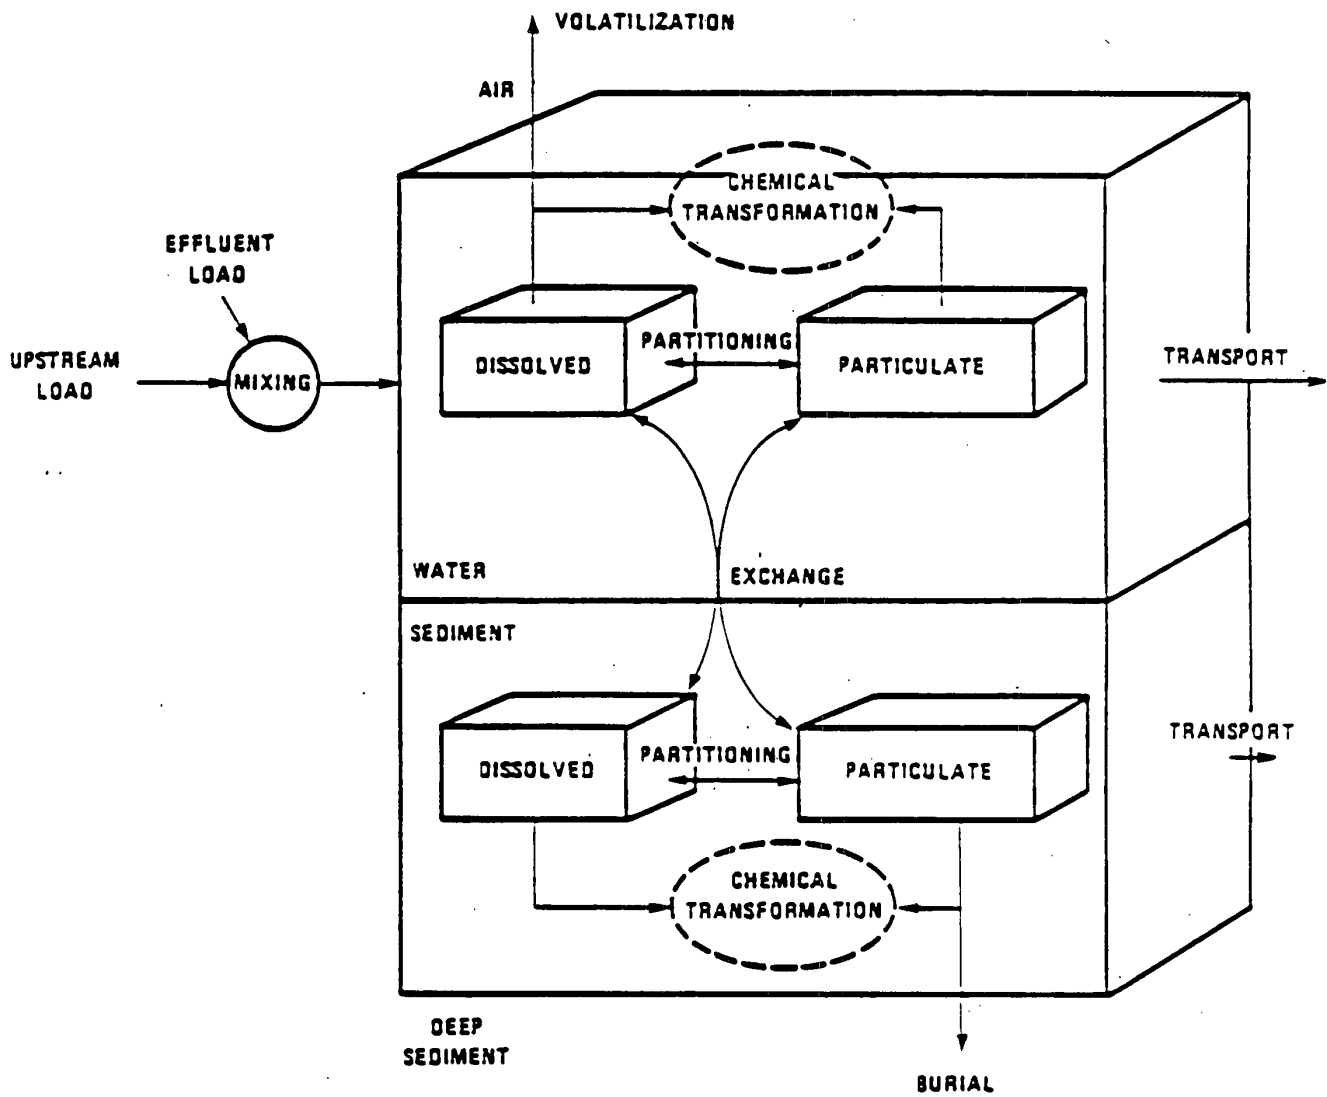 VOLATILIZATION
AIR
CHEMICAL
TRANSFORMATION
EFFLUENT
LOAD
UPSTREAM
LOAD
MIXING
DISSOLVED
PARTITIONING
PARTICULATE
TRANSPORT
WATER
EXCHANGE
SEDIMENT
DISSOLVED
PARTITIONING
PARTICULATE
TRANSPORT
CHEMICAL
TRANSFORMATION
DEEP
SEDIMENT
BURIAL